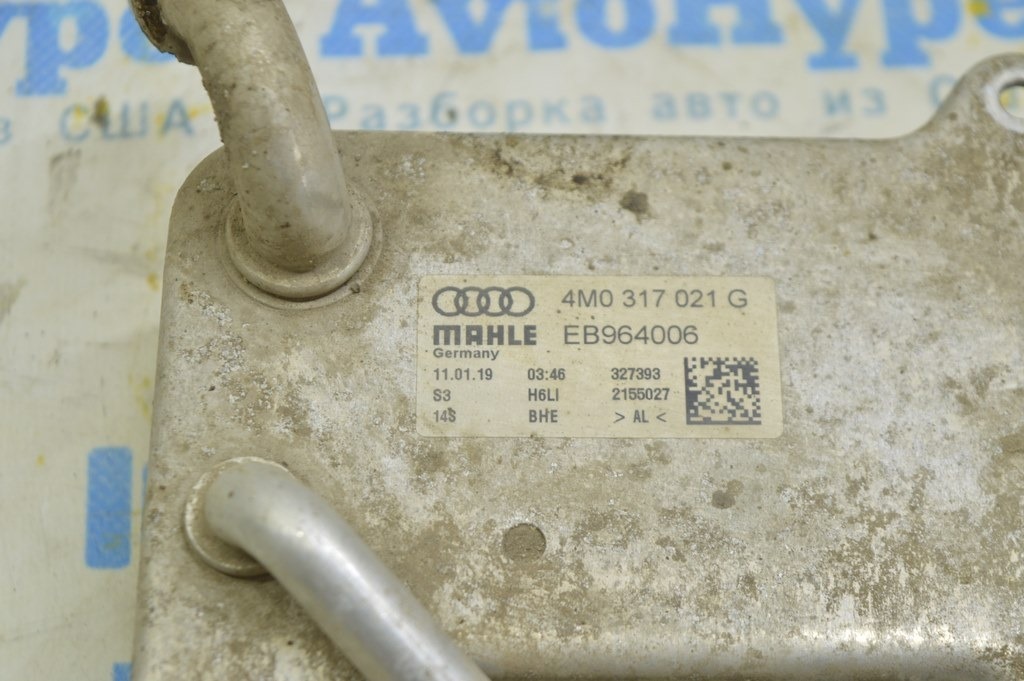 АвтоНуре
з США Разборка авто из
4M0 317 021 G
MAHLE EB964006
Germany
11.01.19 03:46 327393
S3 H6LI 2155027
14S BHE > AL <